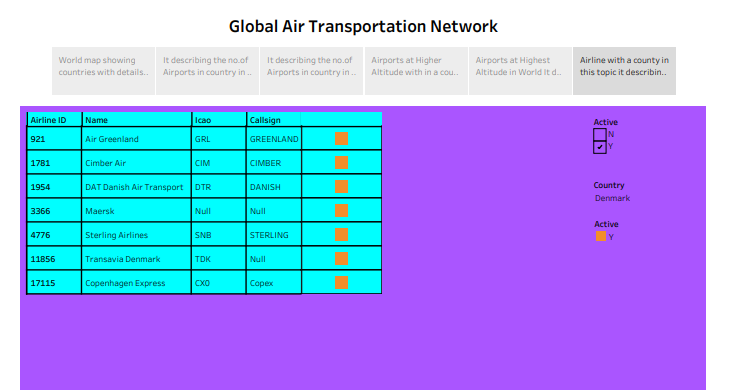 Global Air Transportation Network
World map showing
countries with details..
It describing the no.of
Airports in country in ..
It describing the no.of
Airports in country in ..
Airports at Higher
Altitude with in a cou..
Airports at Highest
Altitude in World It d..
Airline with a county in
this topic it describin..
Airline ID Name Icao Callsign
921 Air Greenland GRL GREENLAND
1781 Cimber Air CIM CIMBER
1954 DAT Danish Air Transport DTR DANISH
3366 Maersk Null Null
4776 Sterling Airlines SNB STERLING
11856 Transavia Denmark TDK Null
17115 Copenhagen Express CX0 Copex
Active
N
Y
Country
Denmark
Active
Y